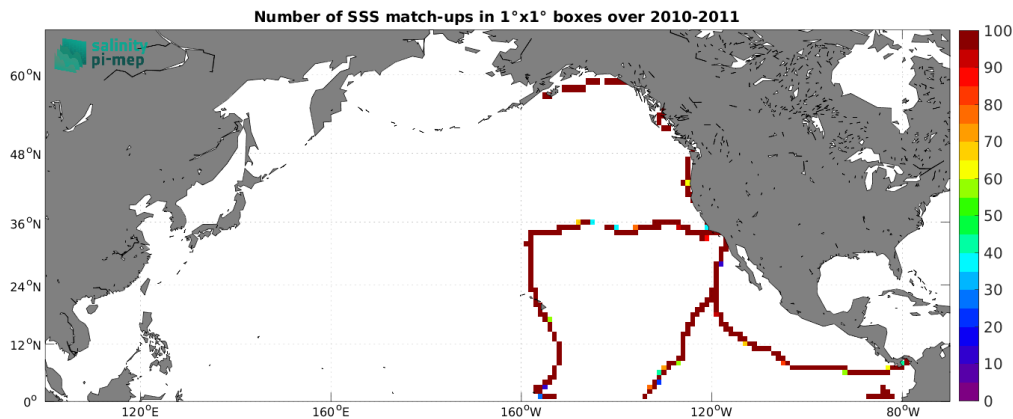 Number of SSS match-ups in 1°x1° boxes over 2010-2011
salinity
pi-mep
60°N
48°N
36°N
24°N
12°N
0°
120°E
160°E
160°W
120°W
80°W
100
90
80
70
60
50
40
30
20
10
0